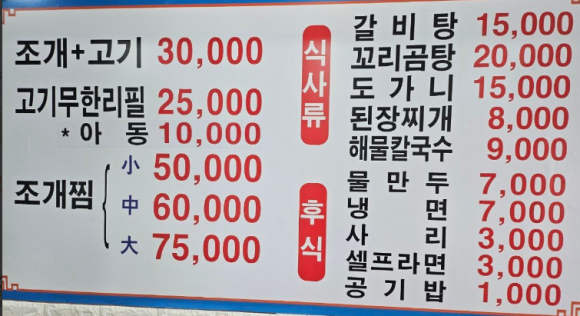 조개+고기 30,000
고기무한리필 25,000
* 아동 10,000
조개찜
小 50,000
中 60,000
大 75,000
식사류
갈비탕 15,000
꼬리곰탕 20,000
도가니 15,000
된장찌개 8,000
해물칼국수 9,000
후식
물만두 7,000
냉면 7,000
사리 3,000
셀프라면 3,000
공기밥 1,000